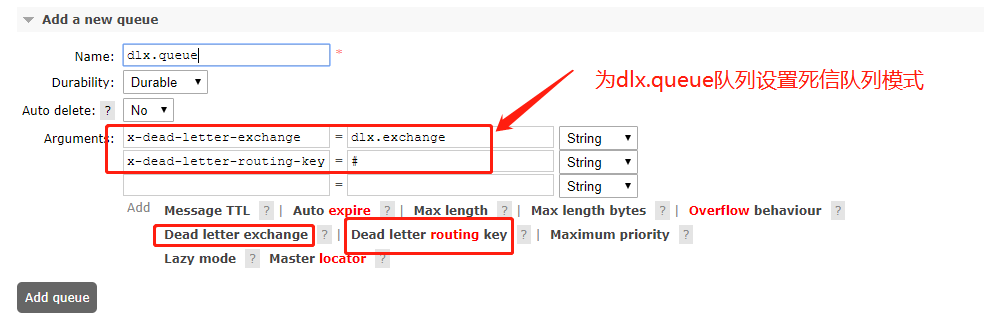 Add a new queue
Name: dlx.queue *
为dlx.queue队列设置死信队列模式
Durability: Durable
Auto delete: ? No
Arguments: x-dead-letter-exchange = dlx.exchange String
x-dead-letter-routing-key = # String
= String
Add Message TTL ? | Auto expire ? | Max length ? | Max length bytes ? | Overflow behaviour ?
Dead letter exchange ? | Dead letter routing key ? | Maximum priority ?
Lazy mode ? Master locator ?
Add queue